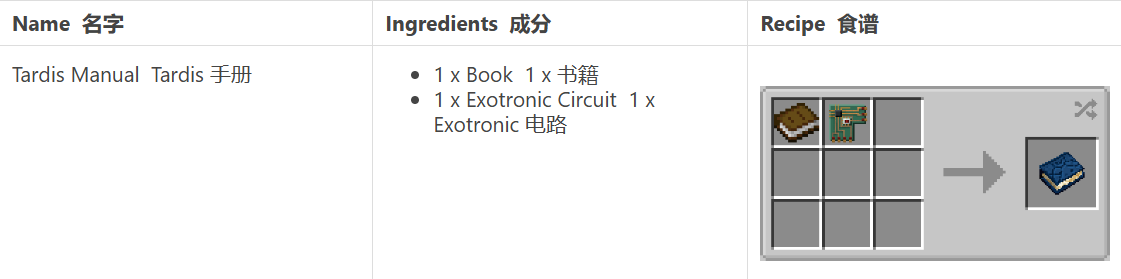 Name 名字
Ingredients 成分
Recipe 食谱
Tardis Manual Tardis 手册
1 x Book 1 x 书籍
1 x Exotronic Circuit 1 x
Exotronic 电路